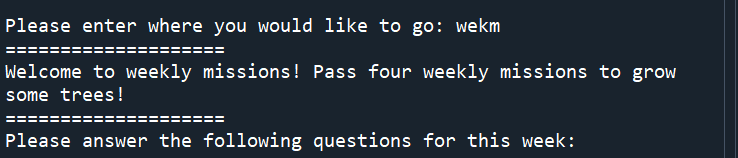 Please enter where you would like to go: wekm
====================
Welcome to weekly missions! Pass four weekly missions to grow
some trees!
====================
Please answer the following questions for this week: